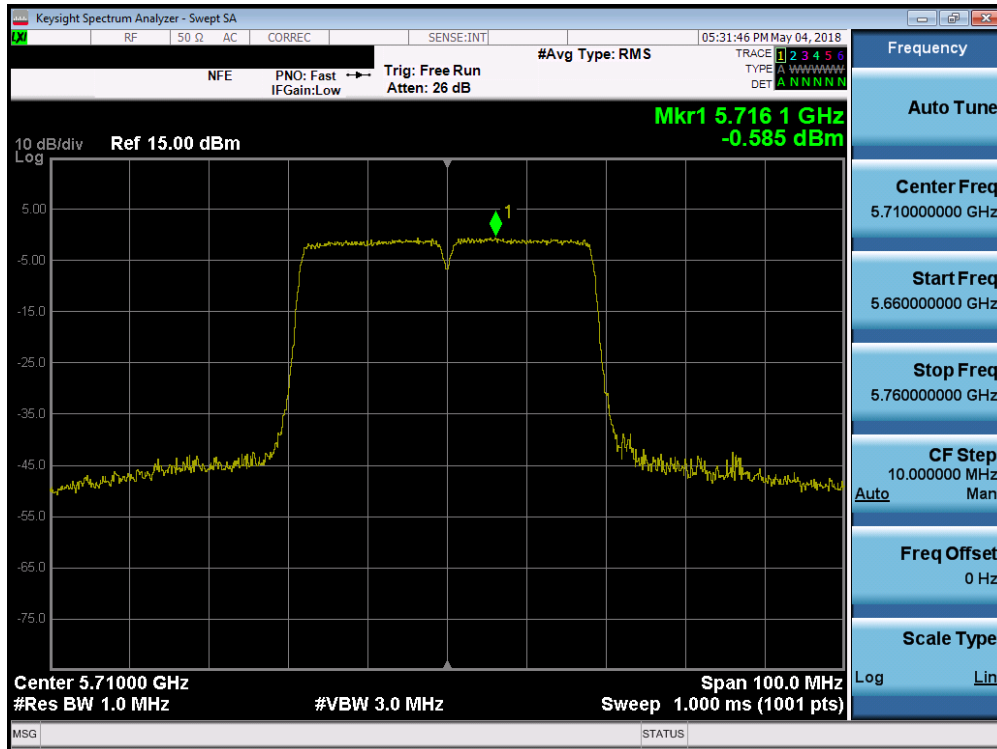 Keysight Spectrum Analyzer - Swept SA
LXI RF 50 Ω AC CORREC SENSE:INT 05:31:46 PM May 04, 2018
NFE PNO: Fast Trig: Free Run #Avg Type: RMS TRACE 1 2 3 4 5 6
IFGain:Low Atten: 26 dB TYPE A WWWWW
DET A N N N N N
Mkr1 5.716 1 GHz
-0.585 dBm
10 dB/div Ref 15.00 dBm
Log
1
5.00
-5.00
-15.0
-25.0
-35.0
-45.0
-55.0
-65.0
-75.0
Center 5.71000 GHz Span 100.0 MHz
#Res BW 1.0 MHz #VBW 3.0 MHz Sweep 1.000 ms (1001 pts)
MSG STATUS
Frequency
Auto Tune
Center Freq
5.710000000 GHz
Start Freq
5.660000000 GHz
Stop Freq
5.760000000 GHz
CF Step
10.000000 MHz
Auto Man
Freq Offset
0 Hz
Scale Type
Log Lin